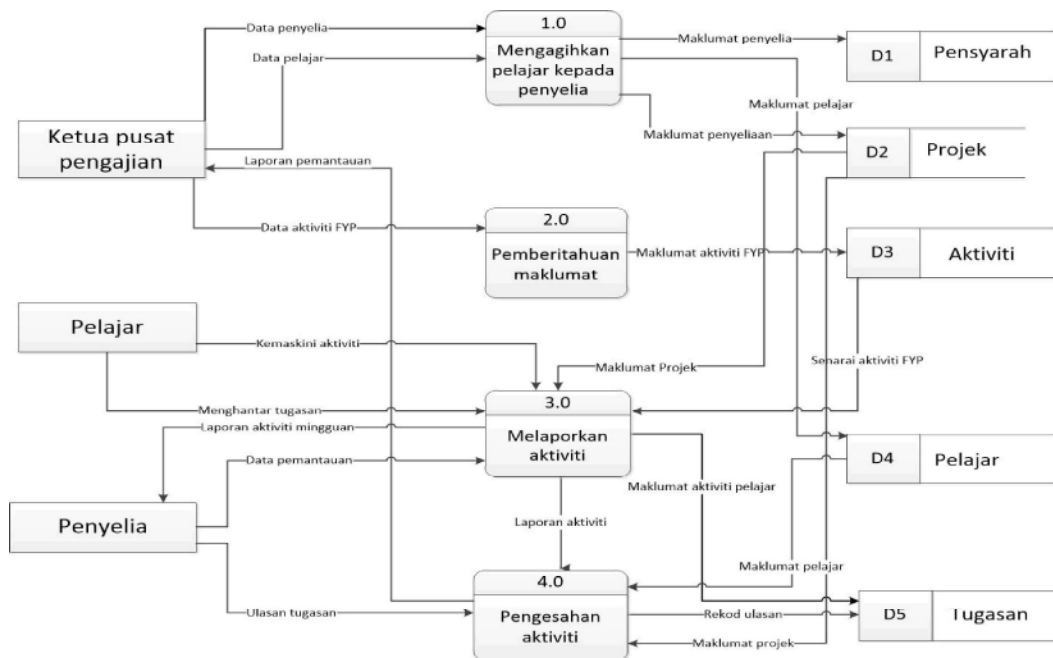 1.0
Data penyelia
Mengagihkan
pelajar kepada
penyelia
Maklumat penyelia
D1
Pensyarah
Data pelajar
Maklumat pelajar
Ketua pusat
pengajian
Maklumat penyeliaan
D2
Projek
Laporan pemantauan
2.0
Data aktiviti FYP
Pemberitahuan
maklumat
Maklumat aktiviti FYP
D3
Aktiviti
Pelajar
Kemaskini aktiviti
Maklumat Projek
Senarai aktiviti FYP
3.0
Menghantar tugasan
Laporan aktiviti mingguan
Melaporkan
aktiviti
D4
Pelajar
Data pemantauan
Maklumat aktiviti pelajar
Penyelia
Laporan aktiviti
Maklumat pelajar
4.0
Ulasan tugasan
Pengesahan
aktiviti
Rekod ulasan
D5
Tugasan
Maklumat projek